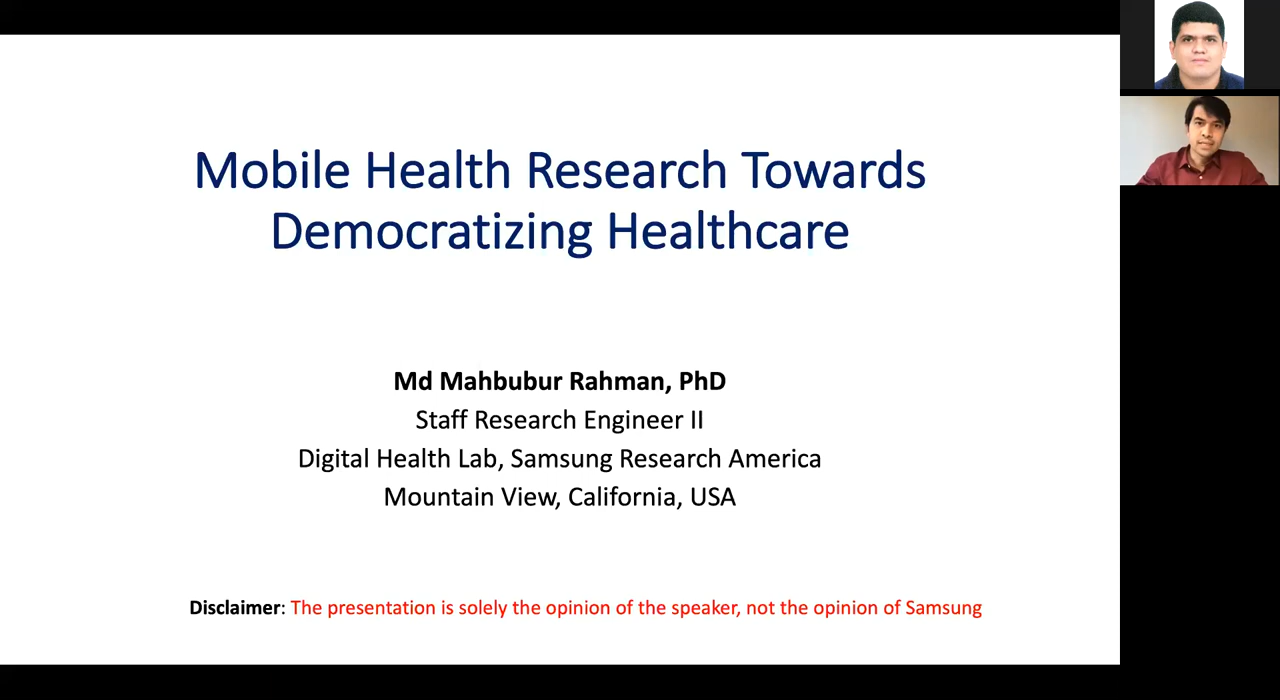 Mobile Health Research Towards
Democratizing Healthcare
Md Mahbubur Rahman, PhD
Staff Research Engineer II
Digital Health Lab, Samsung Research America
Mountain View, California, USA
Disclaimer: The presentation is solely the opinion of the speaker, not the opinion of Samsung